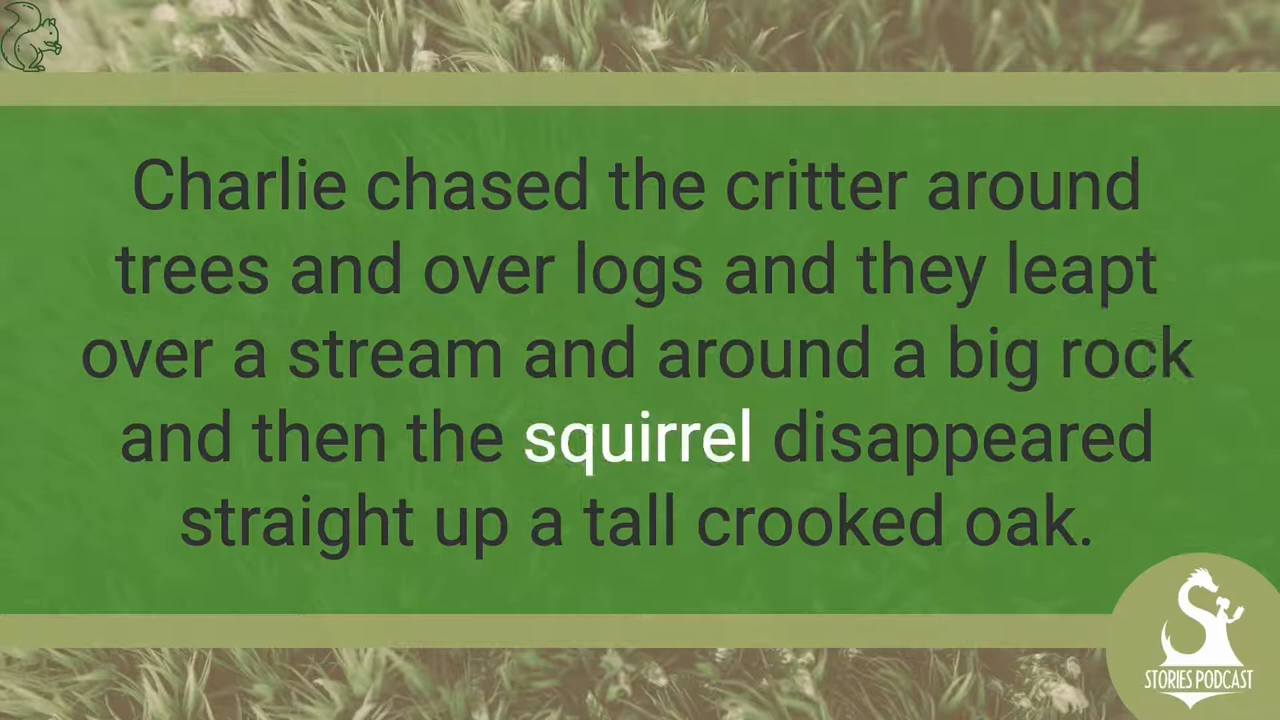 Charlie chased the critter around
trees and over logs and they leapt
over a stream and around a big rock
and then the squirrel disappeared
straight up a tall crooked oak.
STORIES PODCAST